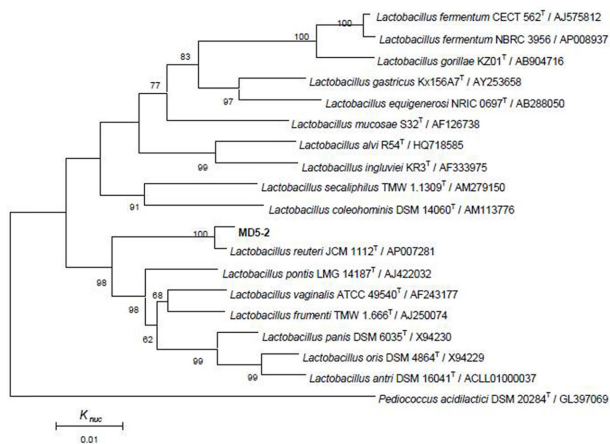 Lactobacillus fermentum CECT 562T / AJ575812
100
Lactobacillus fermentum NBRC 3956 / AP008937
100
Lactobacillus gorillae KZ01T / AB904716
83
Lactobacillus gastricus Kx156A7T / AY253658
77
97
Lactobacillus equigenerosi NRIC 0697T / AB288050
Lactobacillus mucosae S32T / AF126738
Lactobacillus alvi R54T / HQ718585
99
Lactobacillus ingluviei KR3T / AF333975
Lactobacillus secaliphilus TMW 1.1309T / AM279150
91
Lactobacillus coleohominis DSM 14060T / AM113776
100
MD5-2
Lactobacillus reuteri JCM 1112T / AP007281
98
Lactobacillus pontis LMG 14187T / AJ422032
98
68
Lactobacillus vaginalis ATCC 49540T / AF243177
Lactobacillus frumenti TMW 1.666T / AJ250074
62
Lactobacillus panis DSM 6035T / X94230
99
Lactobacillus oris DSM 4864T / X94229
99
Lactobacillus antri DSM 16041T / ACLL01000037
Pediococcus acidilactici DSM 20284T / GL397069
Knuc
0.01